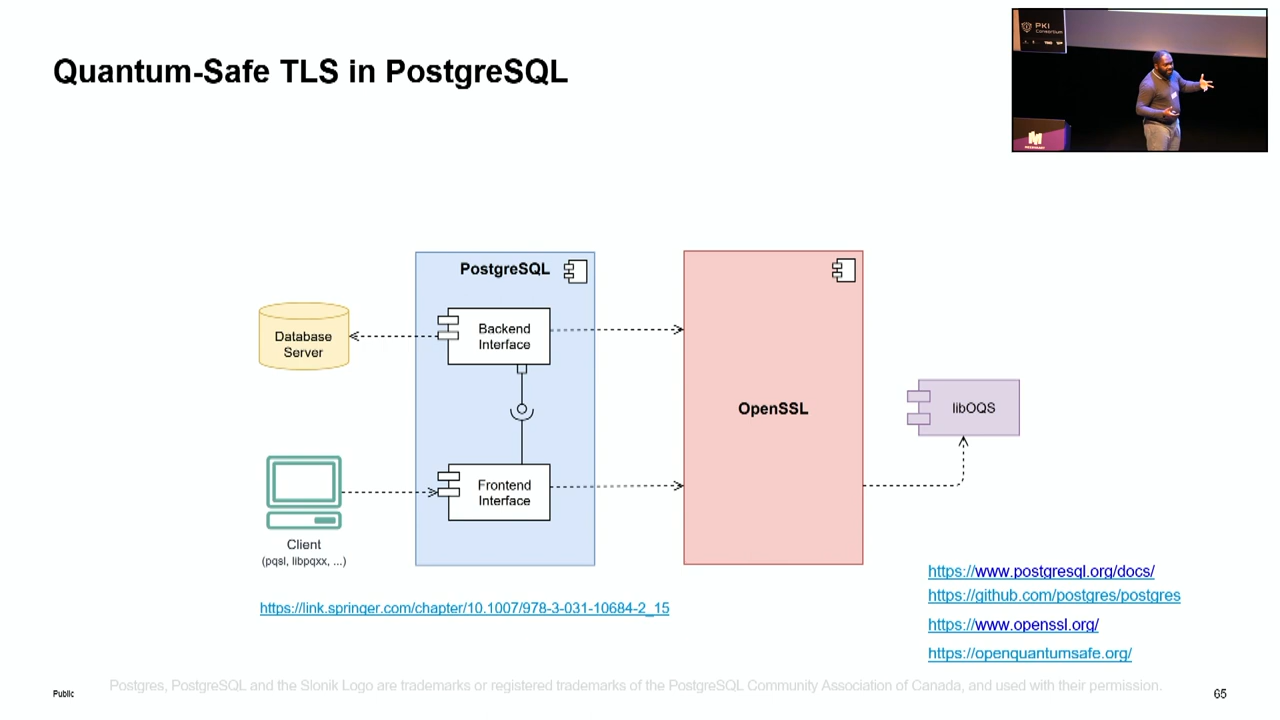 Quantum-Safe TLS in PostgreSQL
PKI
Consortium
PostgreSQL
Backend
Interface
Database
Server
OpenSSL
libOQS
Frontend
Interface
Client
(pqsl, libpqxx, ...)
https://www.postgresql.org/docs/
https://github.com/postgres/postgres
https://link.springer.com/chapter/10.1007/978-3-031-10684-2_15
https://www.openssl.org/
https://openquantumsafe.org/
Postgres, PostgreSQL and the Slonik Logo are trademarks or registered trademarks of the PostgreSQL Community Association of Canada, and used with their permission.
Public
65